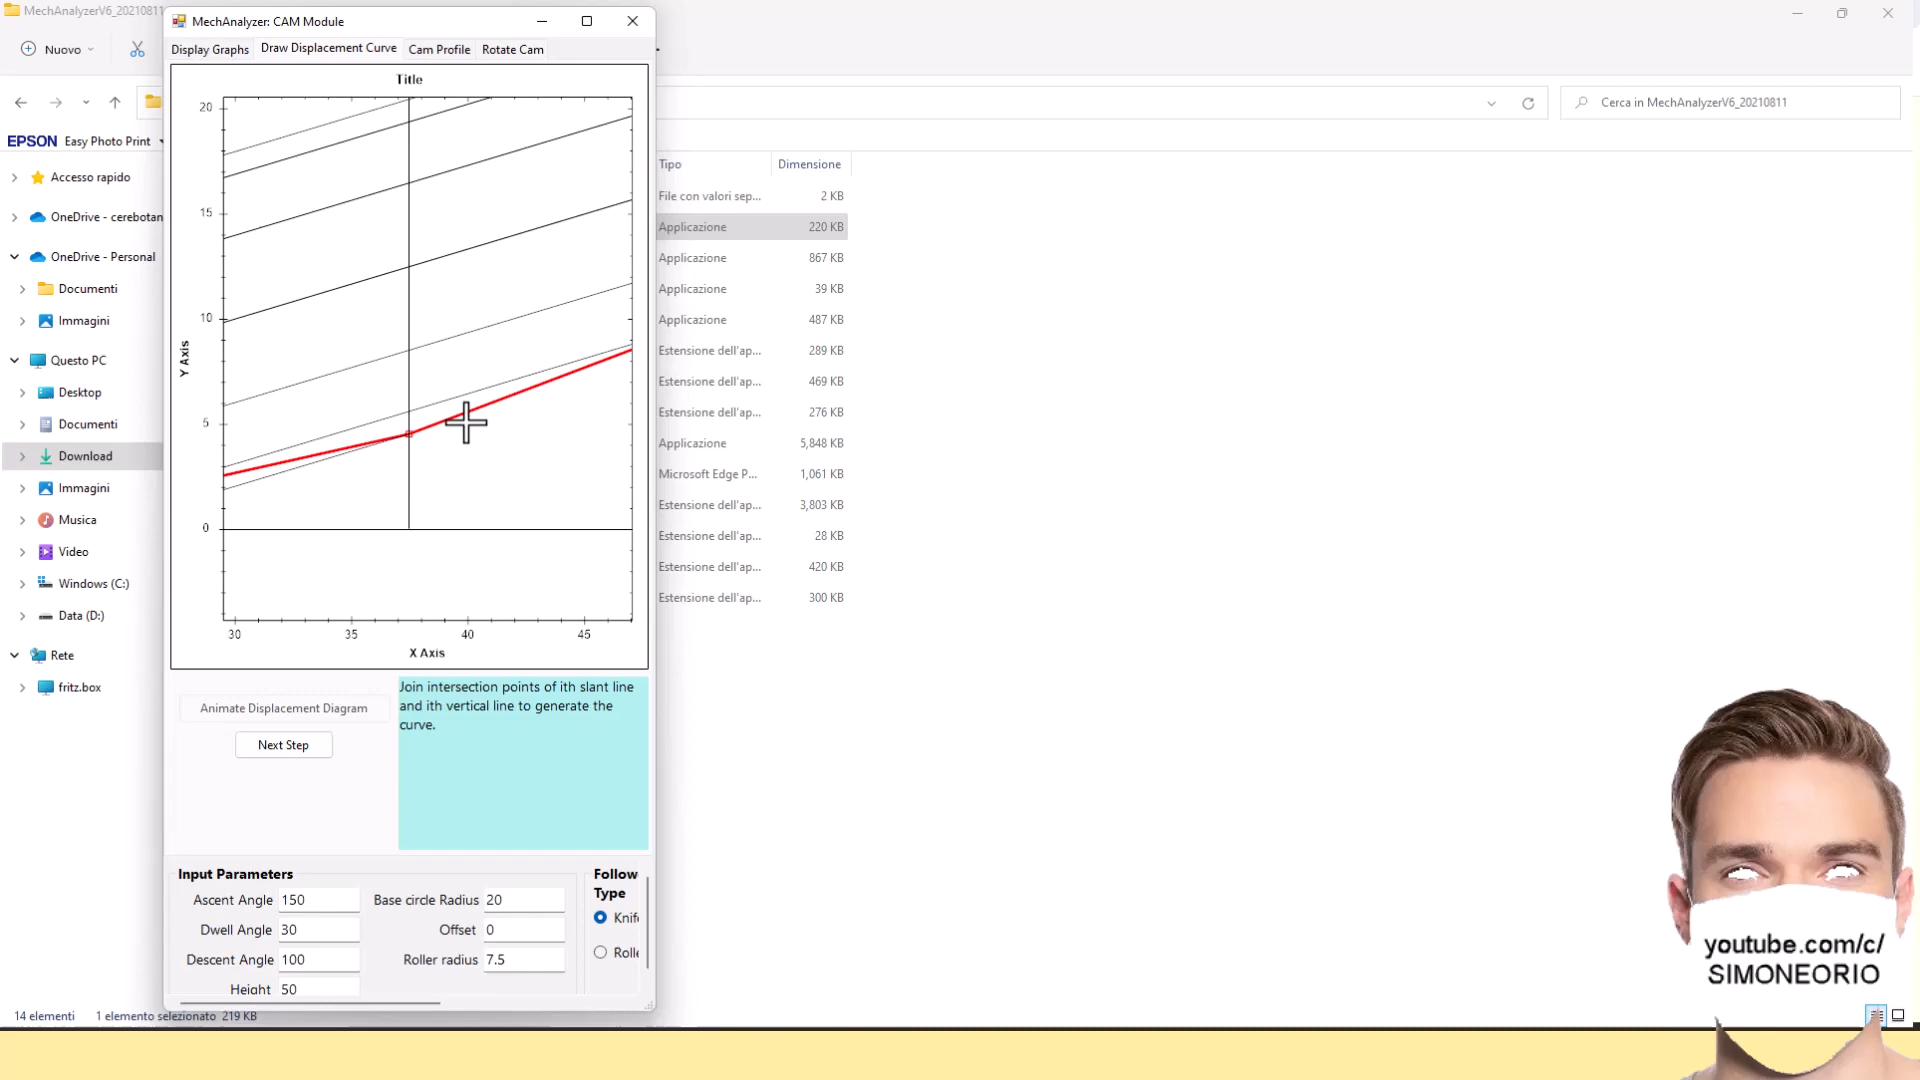 MechAnalyzerV6_20210811
Nuovo
EPSON Easy Photo Print
Accesso rapido
OneDrive - cerebotan
OneDrive - Personal
Documenti
Immagini
Questo PC
Desktop
Documenti
Download
Immagini
Musica
Video
Windows (C:)
Data (D:)
Rete
fritz.box
14 elementi 1 elemento selezionato 219 KB
MechAnalyzer: CAM Module
Display Graphs Draw Displacement Curve Cam Profile Rotate Cam
Title
20
15
10
5
0
Y Axis
30 35 40 45
X Axis
Animate Displacement Diagram
Next Step
Join intersection points of ith slant line
and ith vertical line to generate the
curve.
Input Parameters
Ascent Angle 150
Dwell Angle 30
Descent Angle 100
Height 50
Base circle Radius 20
Offset 0
Roller radius 7.5
Follow
Type
Knife
Rolle
Cerca in MechAnalyzerV6_20210811
Tipo Dimensione
File con valori sep... 2 KB
Applicazione 220 KB
Applicazione 867 KB
Applicazione 39 KB
Applicazione 487 KB
Estensione dell'ap... 289 KB
Estensione dell'ap... 469 KB
Estensione dell'ap... 276 KB
Applicazione 5,848 KB
Microsoft Edge P... 1,061 KB
Estensione dell'ap... 3,803 KB
Estensione dell'ap... 28 KB
Estensione dell'ap... 420 KB
Estensione dell'ap... 300 KB
youtube.com/c/
SIMONEORIO